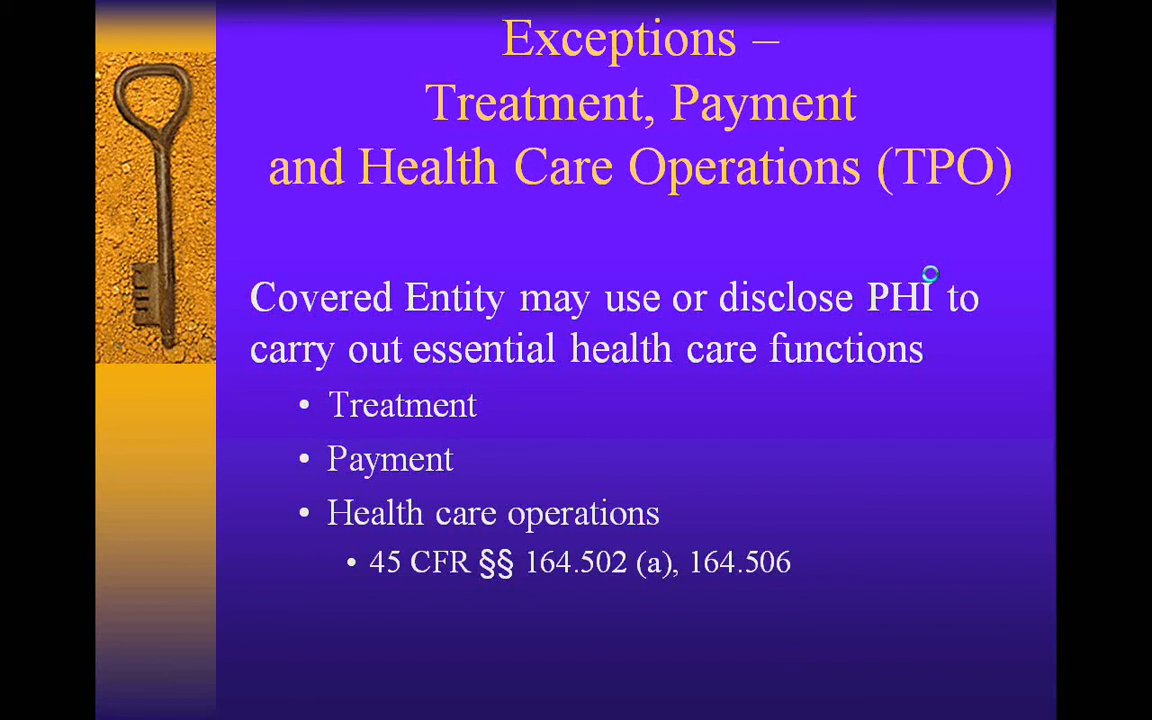 Exceptions –
Treatment, Payment
and Health Care Operations (TPO)
Covered Entity may use or disclose PHI to
carry out essential health care functions
• Treatment
• Payment
• Health care operations
• 45 CFR §§ 164.502 (a), 164.506